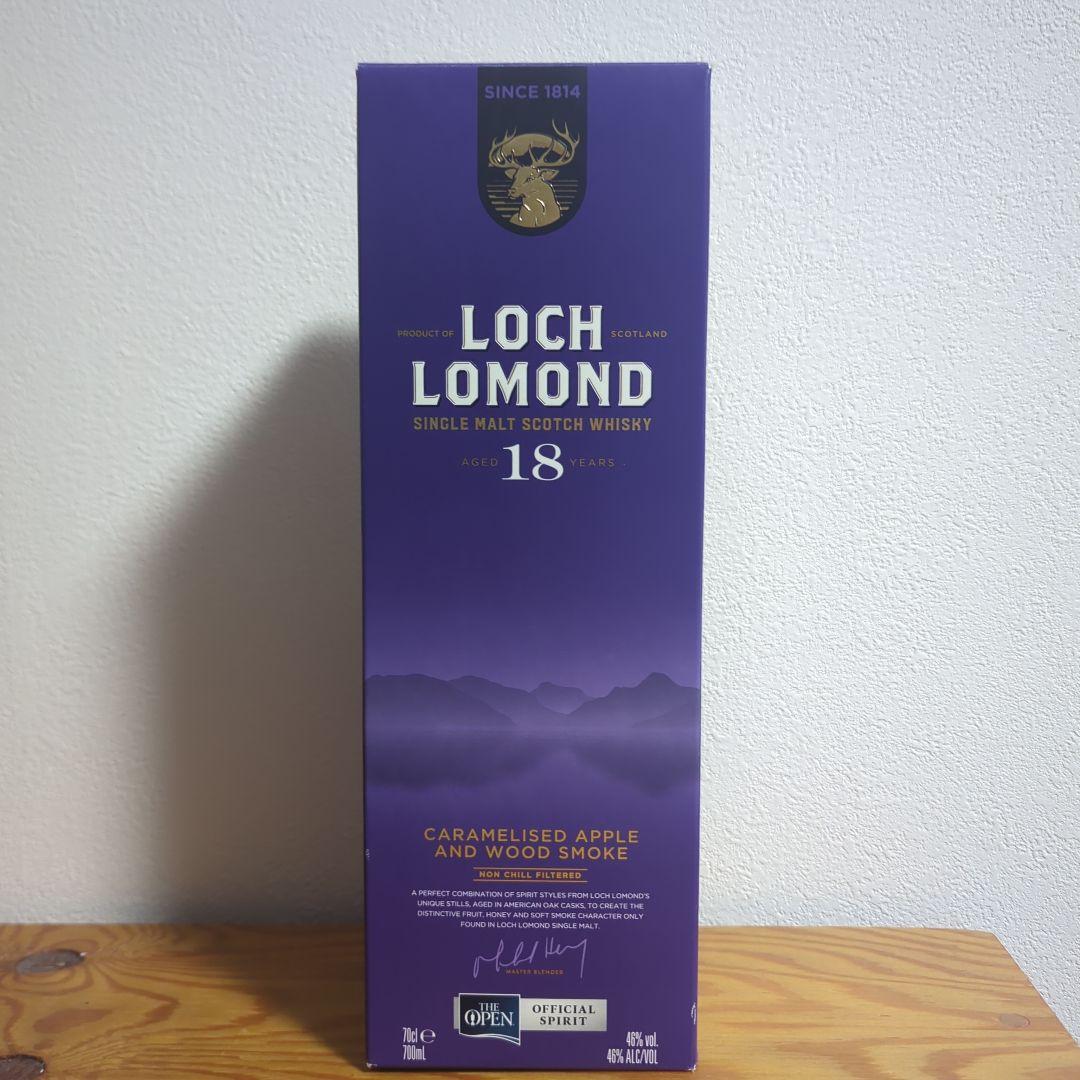 SINCE 1814
PRODUCT OF LOCH SCOTLAND
LOMOND
SINGLE MALT SCOTCH WHISKY
AGED 18 YEARS
CARAMELISED APPLE
AND WOOD SMOKE
NON CHILL FILTERED
A PERFECT COMBINATION OF SPIRIT STYLES FROM LOCH LOMOND'S
UNIQUE STILLS, AGED IN AMERICAN OAK CASKS, TO CREATE THE
DISTINCTIVE FRUIT, HONEY AND SOFT SMOKE CHARACTER ONLY
FOUND IN LOCH LOMOND SINGLE MALT.
MASTER BLENDER
THE
OPEN
OFFICIAL
SPIRIT
70cl ℮
700mL
46% vol.
46% ALC/VOL